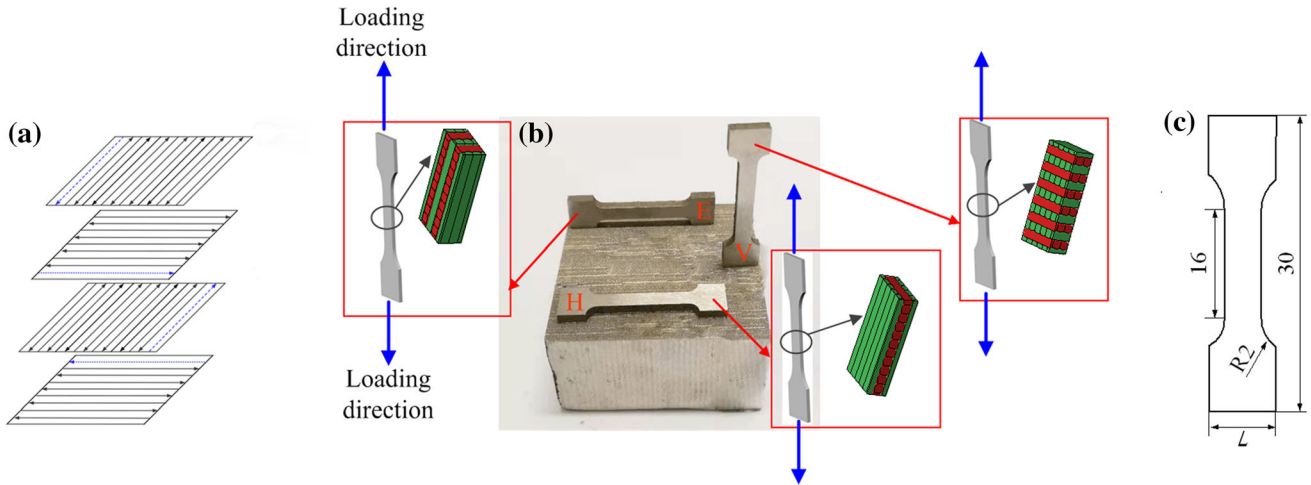 (a)
Loading
direction
(b)
E
V
H
Loading
direction
(c)
16
30
R2